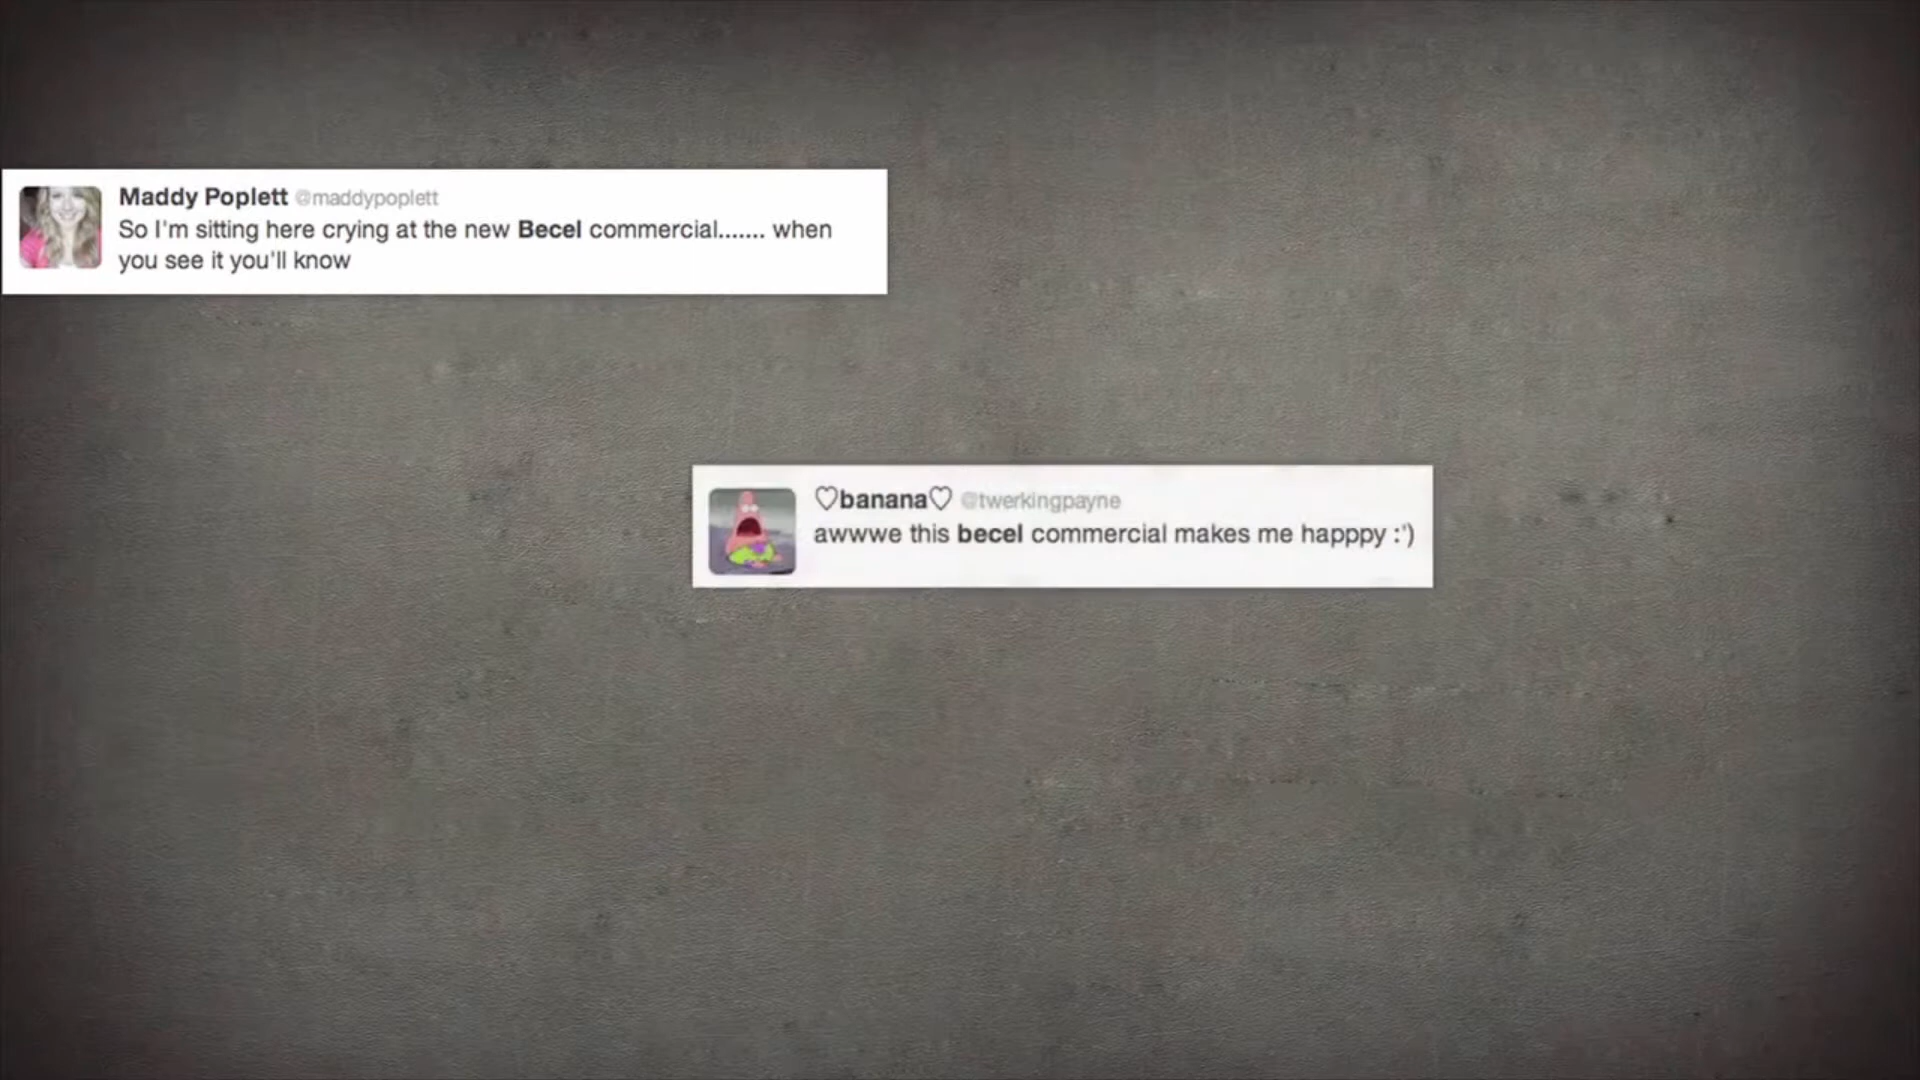 Maddy Poplett @maddypoplett
So I'm sitting here crying at the new Becel commercial....... when
you see it you'll know
♡banana♡ @twerkingpayne
awwwe this becel commercial makes me happpy :')